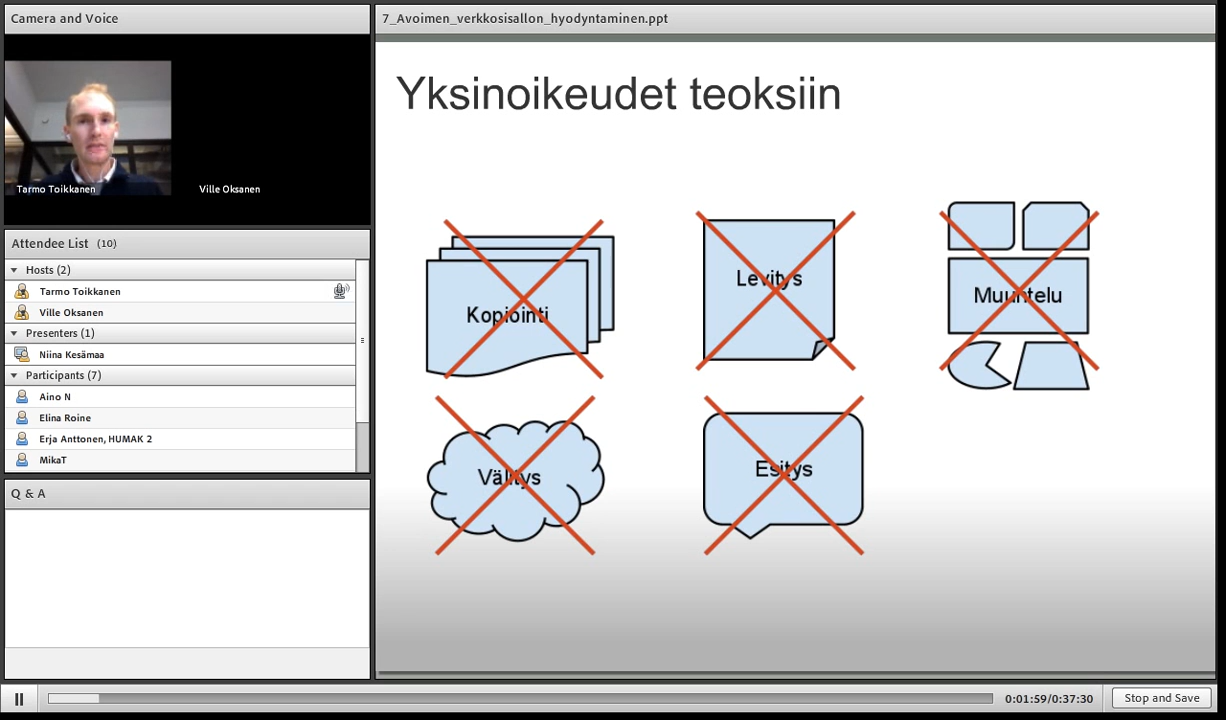 Camera and Voice
Tarmo Toikkanen
Ville Oksanen
Attendee List (10)
Hosts (2)
Tarmo Toikkanen
Ville Oksanen
Presenters (1)
Niina Kesämaa
Participants (7)
Aino N
Elina Roine
Erja Anttonen, HUMAK 2
MikaT
Q & A
7_Avoimen_verkkosisallon_hyodyntaminen.ppt
Yksinoikeudet teoksiin
Kopiointi
Levitys
Muuntelu
Välitys
Esitys
0:01:59/0:37:30
Stop and Save